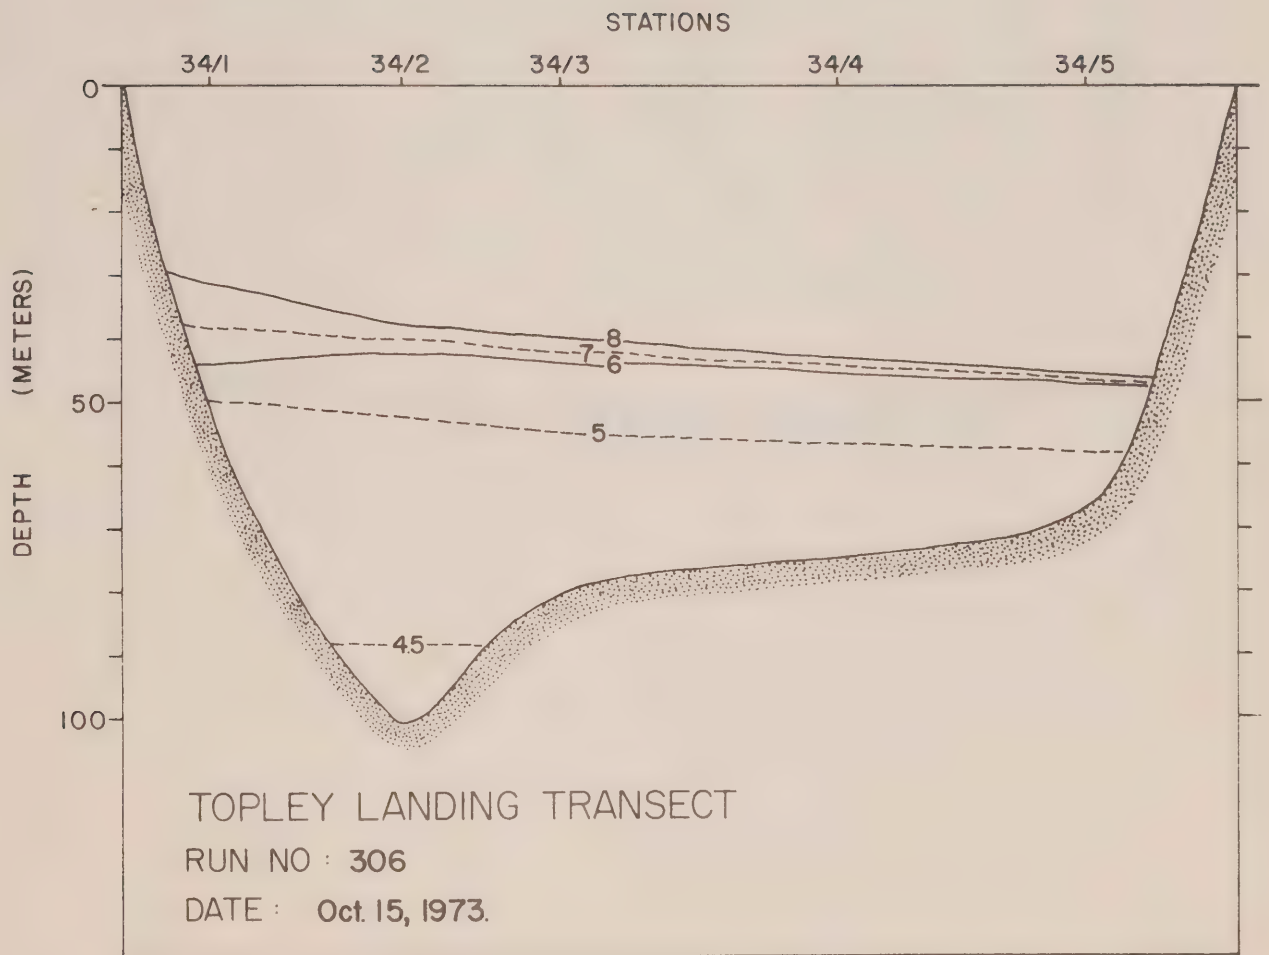 STATIONS
34/1 34/2 34/3 34/4 34/5
0
50
100
DEPTH (METERS)
8
7
6
5
4.5
TOPLEY LANDING TRANSECT
RUN NO : 306
DATE : Oct. 15, 1973.